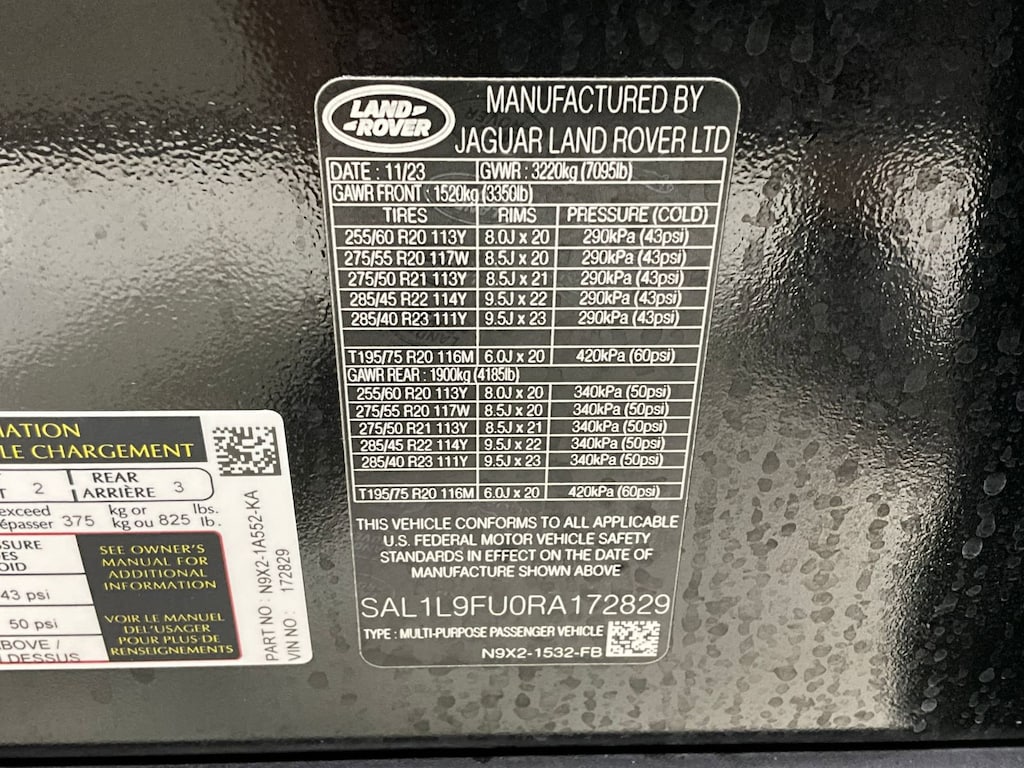 LAND ROVER
MANUFACTURED BY
JAGUAR LAND ROVER LTD
DATE : 11/23 GVWR : 3220kg (7095lb)
GAWR FRONT : 1520kg (3350lb)
TIRES RIMS PRESSURE (COLD)
255/60 R20 113Y 8.0J x 20 290kPa (43psi)
275/55 R20 117W 8.5J x 20 290kPa (43psi)
275/50 R21 113Y 8.5J x 21 290kPa (43psi)
285/45 R22 114Y 9.5J x 22 290kPa (43psi)
285/40 R23 111Y 9.5J x 23 290kPa (43psi)
T195/75 R20 116M 6.0J x 20 420kPa (60psi)
GAWR REAR : 1900kg (4185lb)
255/60 R20 113Y 8.0J x 20 340kPa (50psi)
275/55 R20 117W 8.5J x 20 340kPa (50psi)
275/50 R21 113Y 8.5J x 21 340kPa (50psi)
285/45 R22 114Y 9.5J x 22 340kPa (50psi)
285/40 R23 111Y 9.5J x 23 340kPa (50psi)
T195/75 R20 116M 6.0J x 20 420kPa (60psi)
THIS VEHICLE CONFORMS TO ALL APPLICABLE
U.S. FEDERAL MOTOR VEHICLE SAFETY
STANDARDS IN EFFECT ON THE DATE OF
MANUFACTURE SHOWN ABOVE
SAL1L9FU0RA172829
TYPE : MULTI-PURPOSE PASSENGER VEHICLE
N9X2-1532-FB
MATION
LE CHARGEMENT
T 2 REAR
ARRIÈRE 3
exceed kg or lbs.
épasser 375 kg ou 825 lb.
SSURE
ES
OID
43 psi
50 psi
BOVE /
DESSUS
SEE OWNER'S
MANUAL FOR
ADDITIONAL
INFORMATION
VOIR LE MANUEL
DEL'USAGER
POUR PLUS DE
RENSEIGNEMENTS
PART NO : N9X2-1A552-KA
VIN NO : 172829